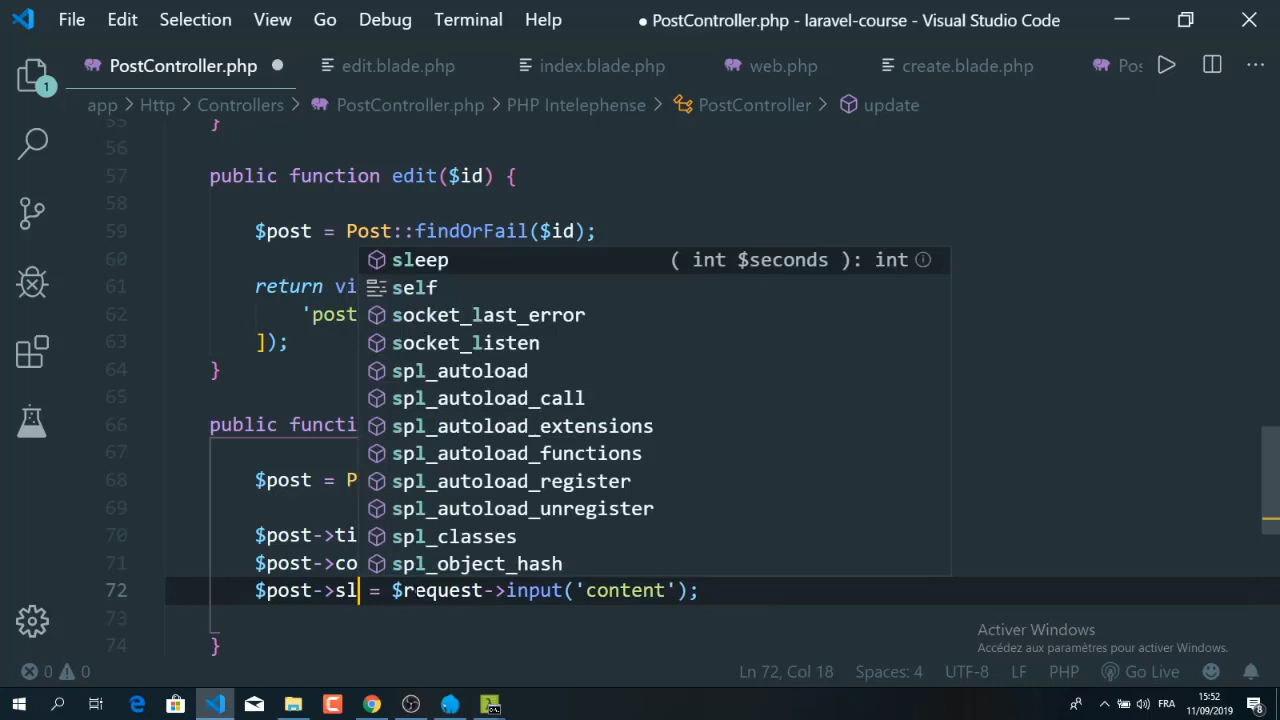 File Edit Selection View Go Debug Terminal Help ● PostController.php - laravel-course - Visual Studio Code
1
PostController.php edit.blade.php index.blade.php web.php create.blade.php Pos
app > Http > Controllers > PostController.php > PHP Intelephense > PostController > update
55 }
56
57 public function edit($id) {
58
59 $post = Post::findOrFail($id);
60
61 return vi
62 'post
63 ]);
64 }
65
66 public functi
67
68 $post = P
69
70 $post->ti
71 $post->co
72 $post->sl = $request->input('content');
73
74 }
sleep ( int $seconds ): int
self
socket_last_error
socket_listen
spl_autoload
spl_autoload_call
spl_autoload_extensions
spl_autoload_functions
spl_autoload_register
spl_autoload_unregister
spl_classes
spl_object_hash
Activer Windows
Accédez aux paramètres pour activer Windows.
0 0 Ln 72, Col 18 Spaces: 4 UTF-8 LF PHP Go Live
FRA 15:52
11/09/2019 8